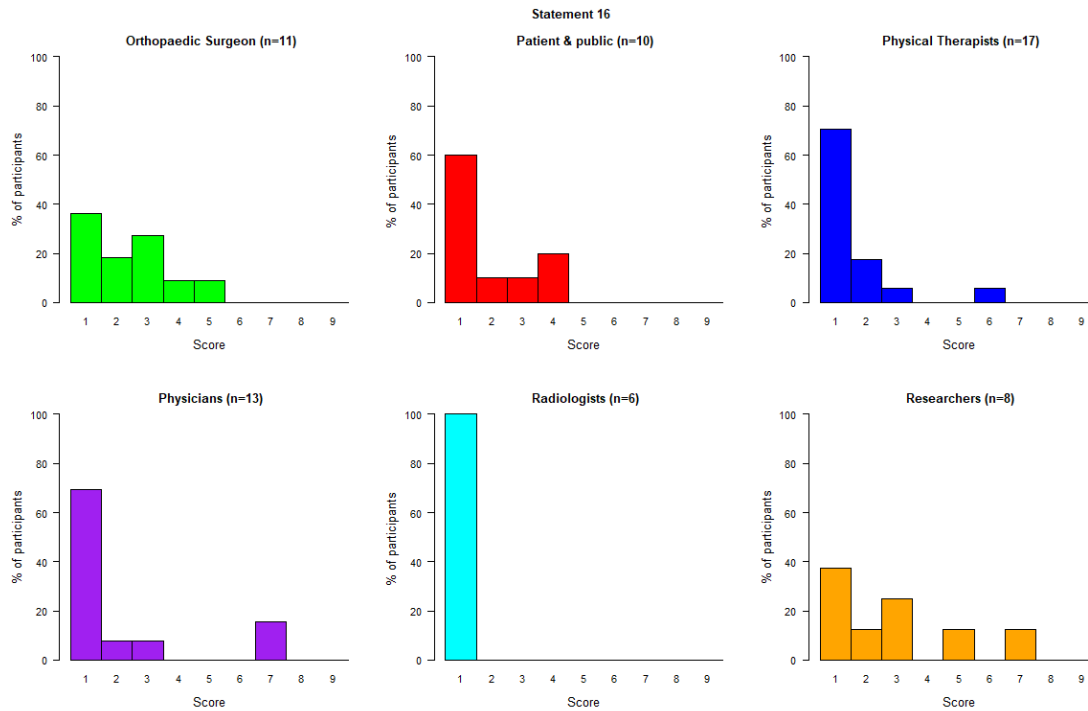 Statement 16
Orthopaedic Surgeon (n=11)
% of participants
100
80
60
40
20
0
1 2 3 4 5 6 7 8 9
Score
Patient & public (n=10)
% of participants
100
80
60
40
20
0
1 2 3 4 5 6 7 8 9
Score
Physical Therapists (n=17)
% of participants
100
80
60
40
20
0
1 2 3 4 5 6 7 8 9
Score
Physicians (n=13)
% of participants
100
80
60
40
20
0
1 2 3 4 5 6 7 8 9
Score
Radiologists (n=6)
% of participants
100
80
60
40
20
0
1 2 3 4 5 6 7 8 9
Score
Researchers (n=8)
% of participants
100
80
60
40
20
0
1 2 3 4 5 6 7 8 9
Score